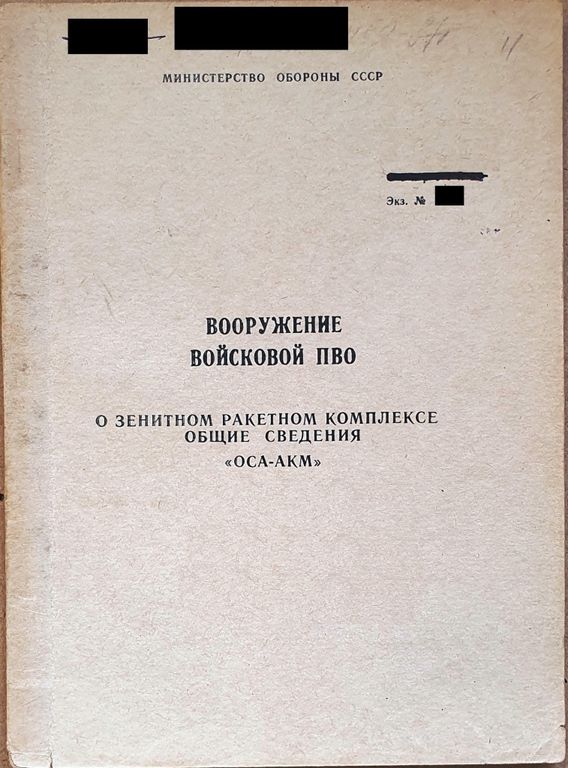 МИНИСТЕРСТВО ОБОРОНЫ СССР
Экз. №
ВООРУЖЕНИЕ
ВОЙСКОВОЙ ПВО
О ЗЕНИТНОМ РАКЕТНОМ КОМПЛЕКСЕ
ОБЩИЕ СВЕДЕНИЯ
«ОСА-АКМ»